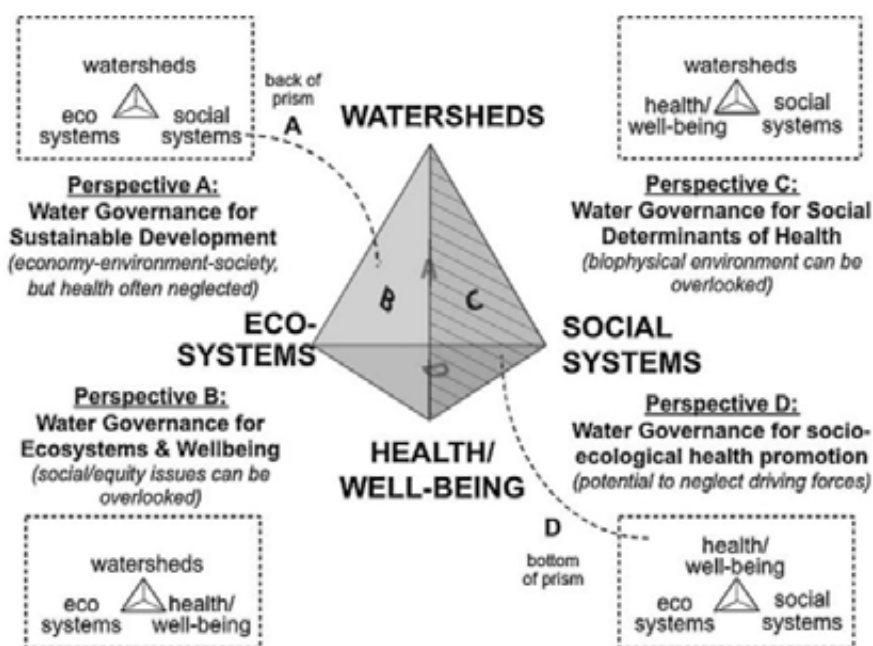 watersheds
eco
systems
social
systems
back of
prism
A
WATERSHEDS
watersheds
health/
well-being
social
systems
Perspective A:
Water Governance for
Sustainable Development
(economy-environment-society,
but health often neglected)
Perspective C:
Water Governance for Social
Determinants of Health
(biophysical environment can be
overlooked)
A
B
C
D
ECO-
SYSTEMS
SOCIAL
SYSTEMS
HEALTH/
WELL-BEING
Perspective B:
Water Governance for
Ecosystems & Wellbeing
(social/equity issues can be
overlooked)
Perspective D:
Water Governance for socio-
ecological health promotion
(potential to neglect driving forces)
D
bottom
of prism
watersheds
eco
systems
health/
well-being
health/
well-being
eco
systems
social
systems